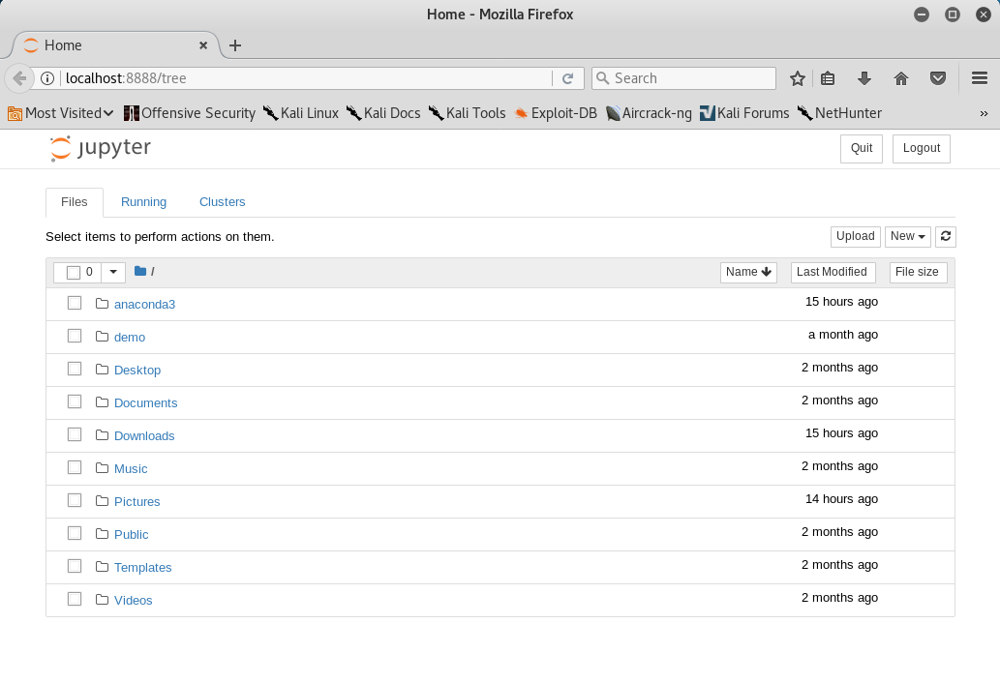 Home - Mozilla Firefox
Home
localhost:8888/tree Search
Most Visited Offensive Security Kali Linux Kali Docs Kali Tools Exploit-DB Aircrack-ng Kali Forums NetHunter »
jupyter Quit Logout
Files Running Clusters
Select items to perform actions on them. Upload New
0 / Name Last Modified File size
anaconda3 15 hours ago
demo a month ago
Desktop 2 months ago
Documents 2 months ago
Downloads 15 hours ago
Music 2 months ago
Pictures 14 hours ago
Public 2 months ago
Templates 2 months ago
Videos 2 months ago